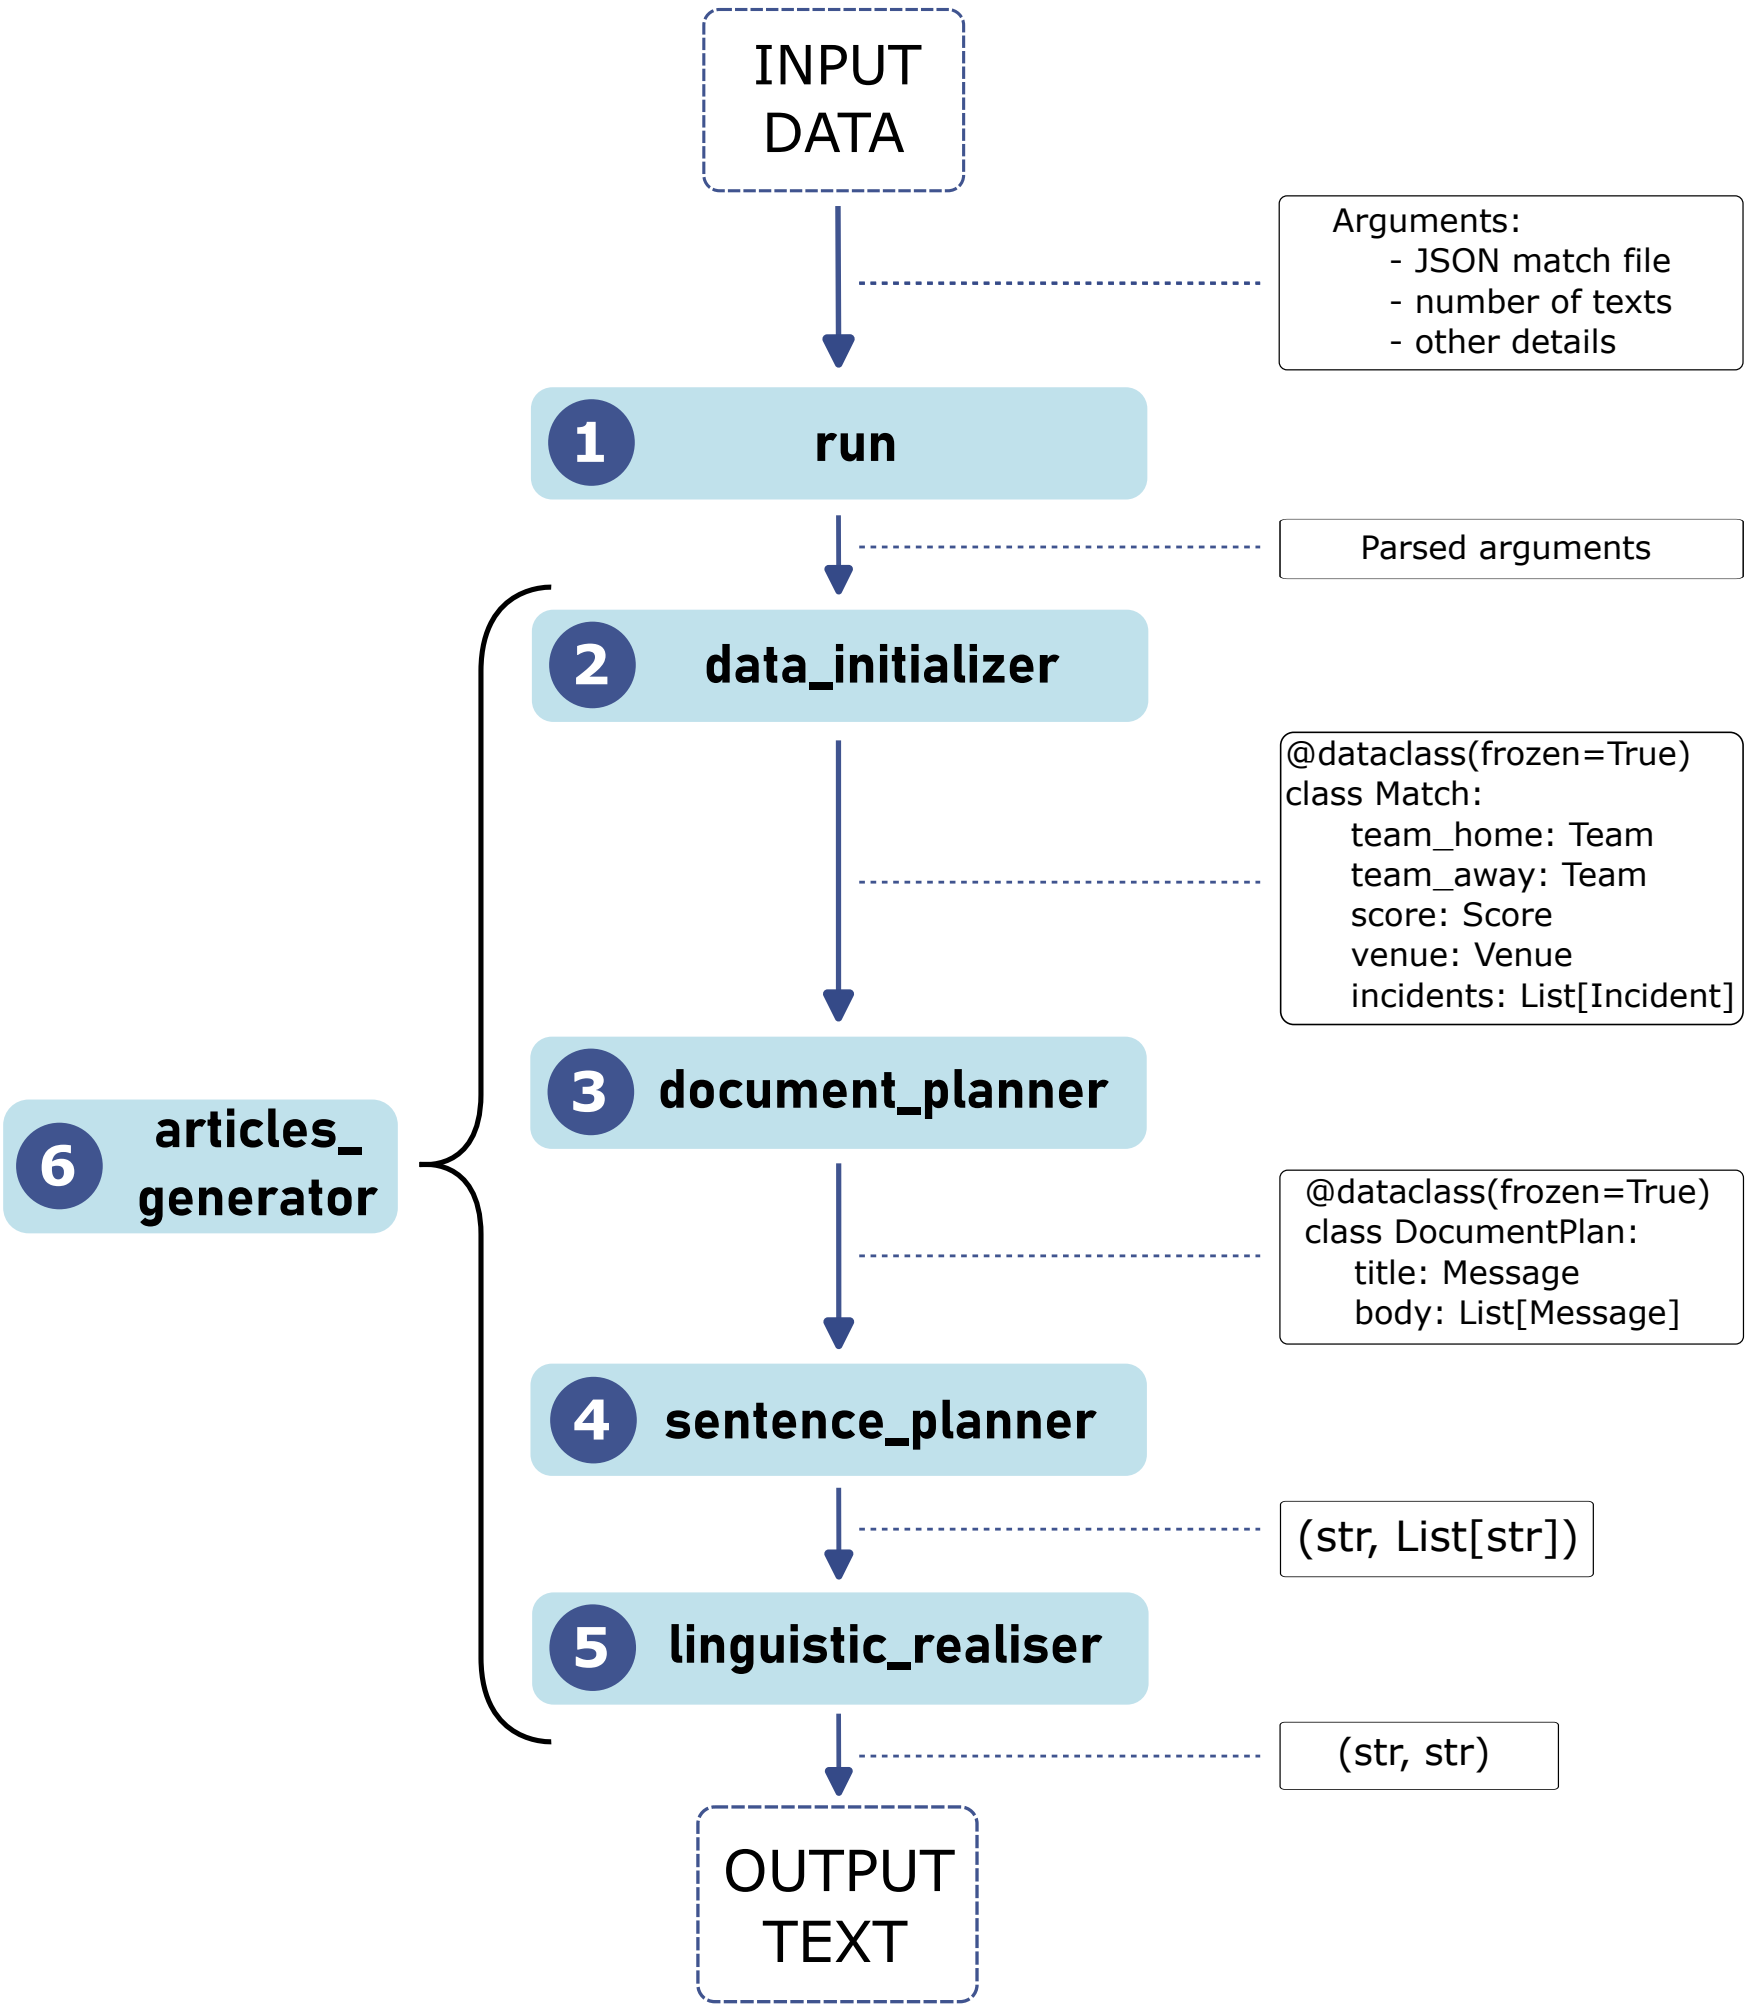 INPUT
DATA
Arguments:
- JSON match file
- number of texts
- other details
1
run
Parsed arguments
2
data_initializer
@dataclass(frozen=True)
class Match:
team_home: Team
team_away: Team
score: Score
venue: Venue
incidents: List[Incident]
3
document_planner
6
articles_
generator
@dataclass(frozen=True)
class DocumentPlan:
title: Message
body: List[Message]
4
sentence_planner
(str, List[str])
5
linguistic_realiser
(str, str)
OUTPUT
TEXT